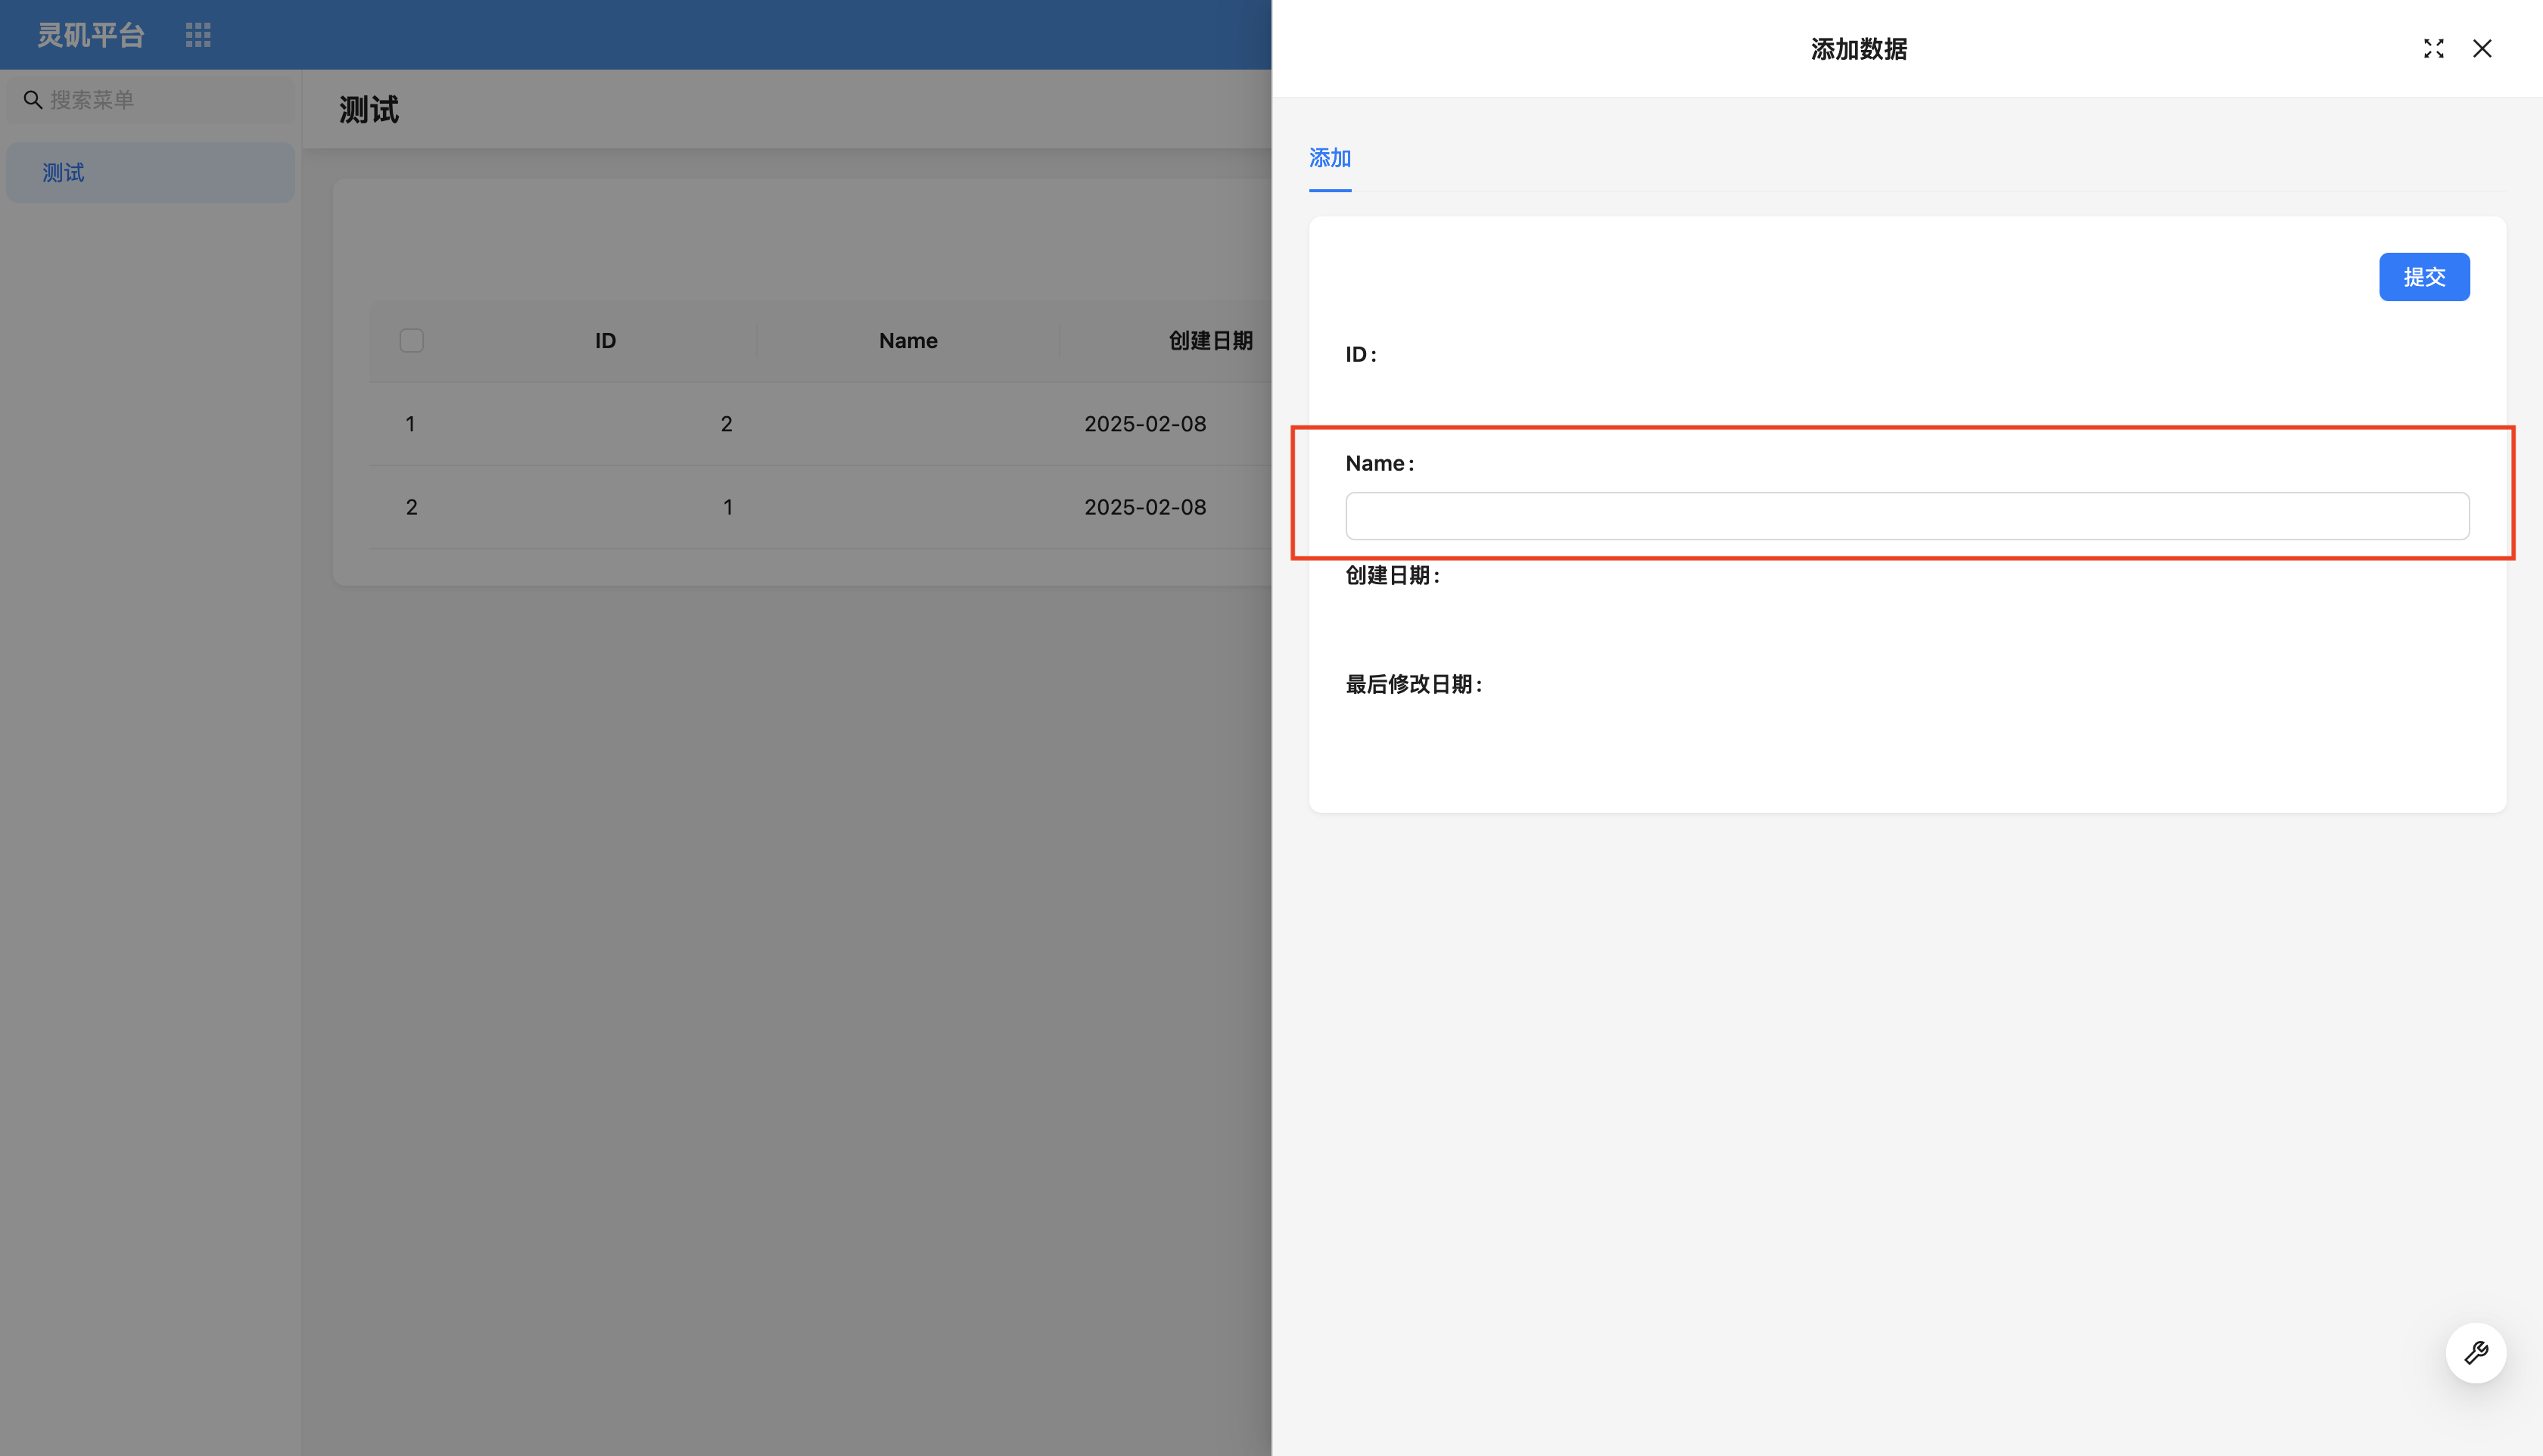 灵矶平台
搜索菜单
测试
测试
ID Name 创建日期
1 2 2025-02-08
2 1 2025-02-08
添加数据
添加
提交
ID :
Name :
创建日期 :
最后修改日期 :